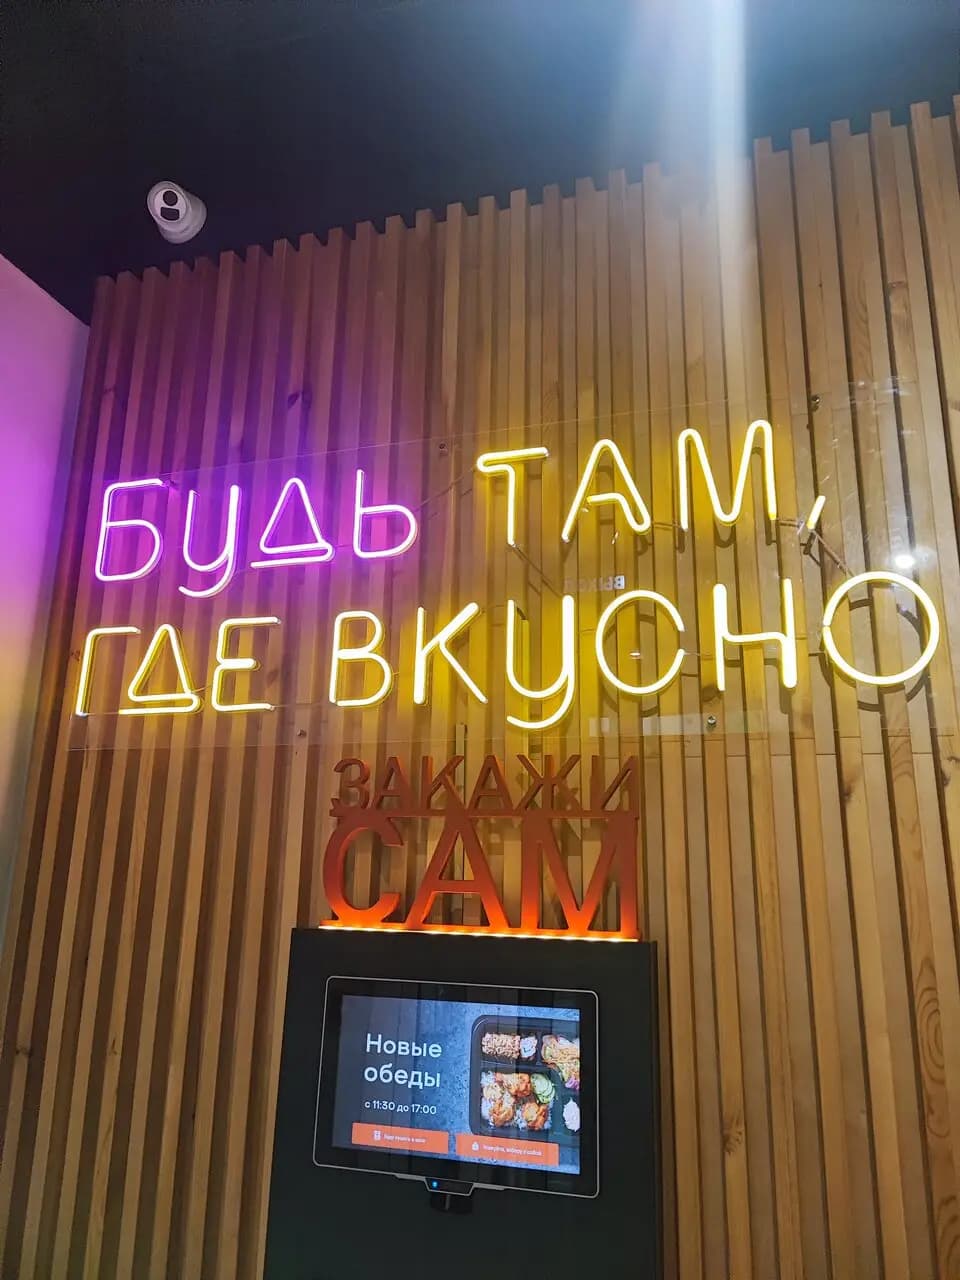 Будь там,
где вкусно
ЗАКАЖИ
САМ
Новые
обеды
с 11:30 до 17:00